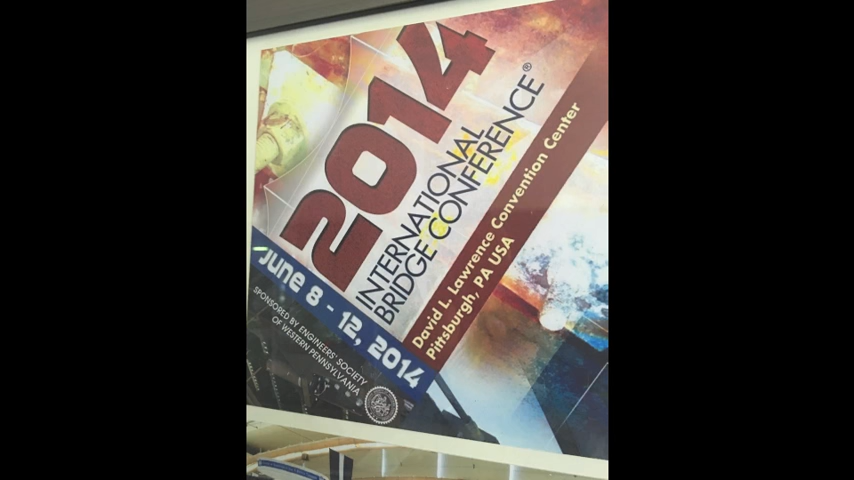 2014
INTERNATIONAL
BRIDGE CONFERENCE®
David L. Lawrence Convention Center
Pittsburgh, PA USA
June 8 - 12, 2014
SPONSORED BY ENGINEERS' SOCIETY
OF WESTERN PENNSYLVANIA